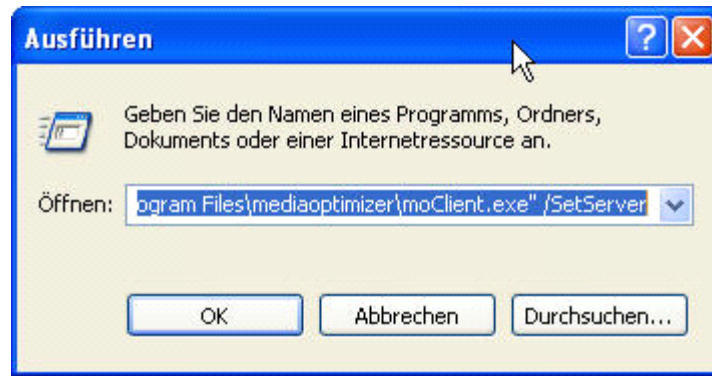 Ausführen
Geben Sie den Namen eines Programms, Ordners,
Dokuments oder einer Internetressource an.
Öffnen: ogram Files\mediaoptimizer\moClient.exe" /SetServer
OK Abbrechen Durchsuchen...